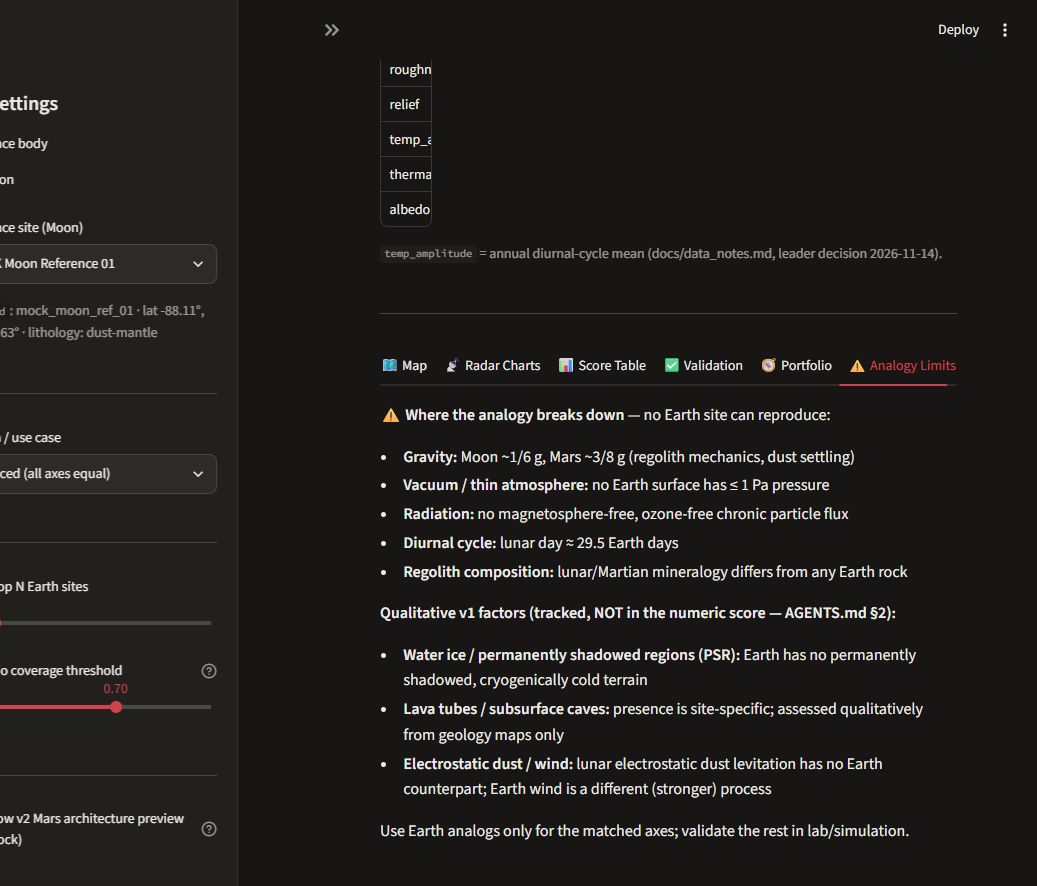 Deploy
ettings
ce body
on
ce site (Moon)
Moon Reference 01
d : mock_moon_ref_01 · lat -88.11°,
63° · lithology: dust-mantle
/ use case
ced (all axes equal)
op N Earth sites
o coverage threshold
0.70
ow v2 Mars architecture preview
ock)
roughn
relief
temp_a
therma
albedo
temp_amplitude = annual diurnal-cycle mean (docs/data_notes.md, leader decision 2026-11-14).
Map
Radar Charts
Score Table
Validation
Portfolio
Analogy Limits
Where the analogy breaks down — no Earth site can reproduce:
• Gravity: Moon ~1/6 g, Mars ~3/8 g (regolith mechanics, dust settling)
• Vacuum / thin atmosphere: no Earth surface has ≤ 1 Pa pressure
• Radiation: no magnetosphere-free, ozone-free chronic particle flux
• Diurnal cycle: lunar day ≈ 29.5 Earth days
• Regolith composition: lunar/Martian mineralogy differs from any Earth rock
Qualitative v1 factors (tracked, NOT in the numeric score — AGENTS.md §2):
• Water ice / permanently shadowed regions (PSR): Earth has no permanently
shadowed, cryogenically cold terrain
• Lava tubes / subsurface caves: presence is site-specific; assessed qualitatively
from geology maps only
• Electrostatic dust / wind: lunar electrostatic dust levitation has no Earth
counterpart; Earth wind is a different (stronger) process
Use Earth analogs only for the matched axes; validate the rest in lab/simulation.